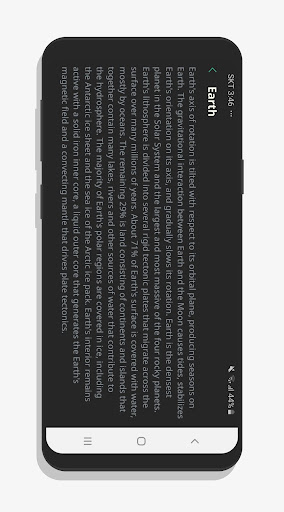 SKT 3:46 ...
44%
Earth
Earth's axis of rotation is tilted with respect to its orbital plane, producing seasons on
Earth. The gravitational interaction between Earth and the Moon causes tides, stabilizes
Earth's orientation on its axis, and gradually slows its rotation. Earth is the densest
planet in the Solar System and the largest and most massive of the four rocky planets.
Earth's lithosphere is divided into several rigid tectonic plates that migrate across the
surface over many millions of years. About 71% of Earth's surface is covered with water,
mostly by oceans. The remaining 29% is land consisting of continents and islands that
together contain many lakes, rivers and other sources of water that contribute to
the hydrosphere. The majority of Earth's polar regions are covered in ice, including
the Antarctic ice sheet and the sea ice of the Arctic ice pack. Earth's interior remains
active with a solid iron inner core, a liquid outer core that generates the Earth's
magnetic field and a convecting mantle that drives plate tectonics.